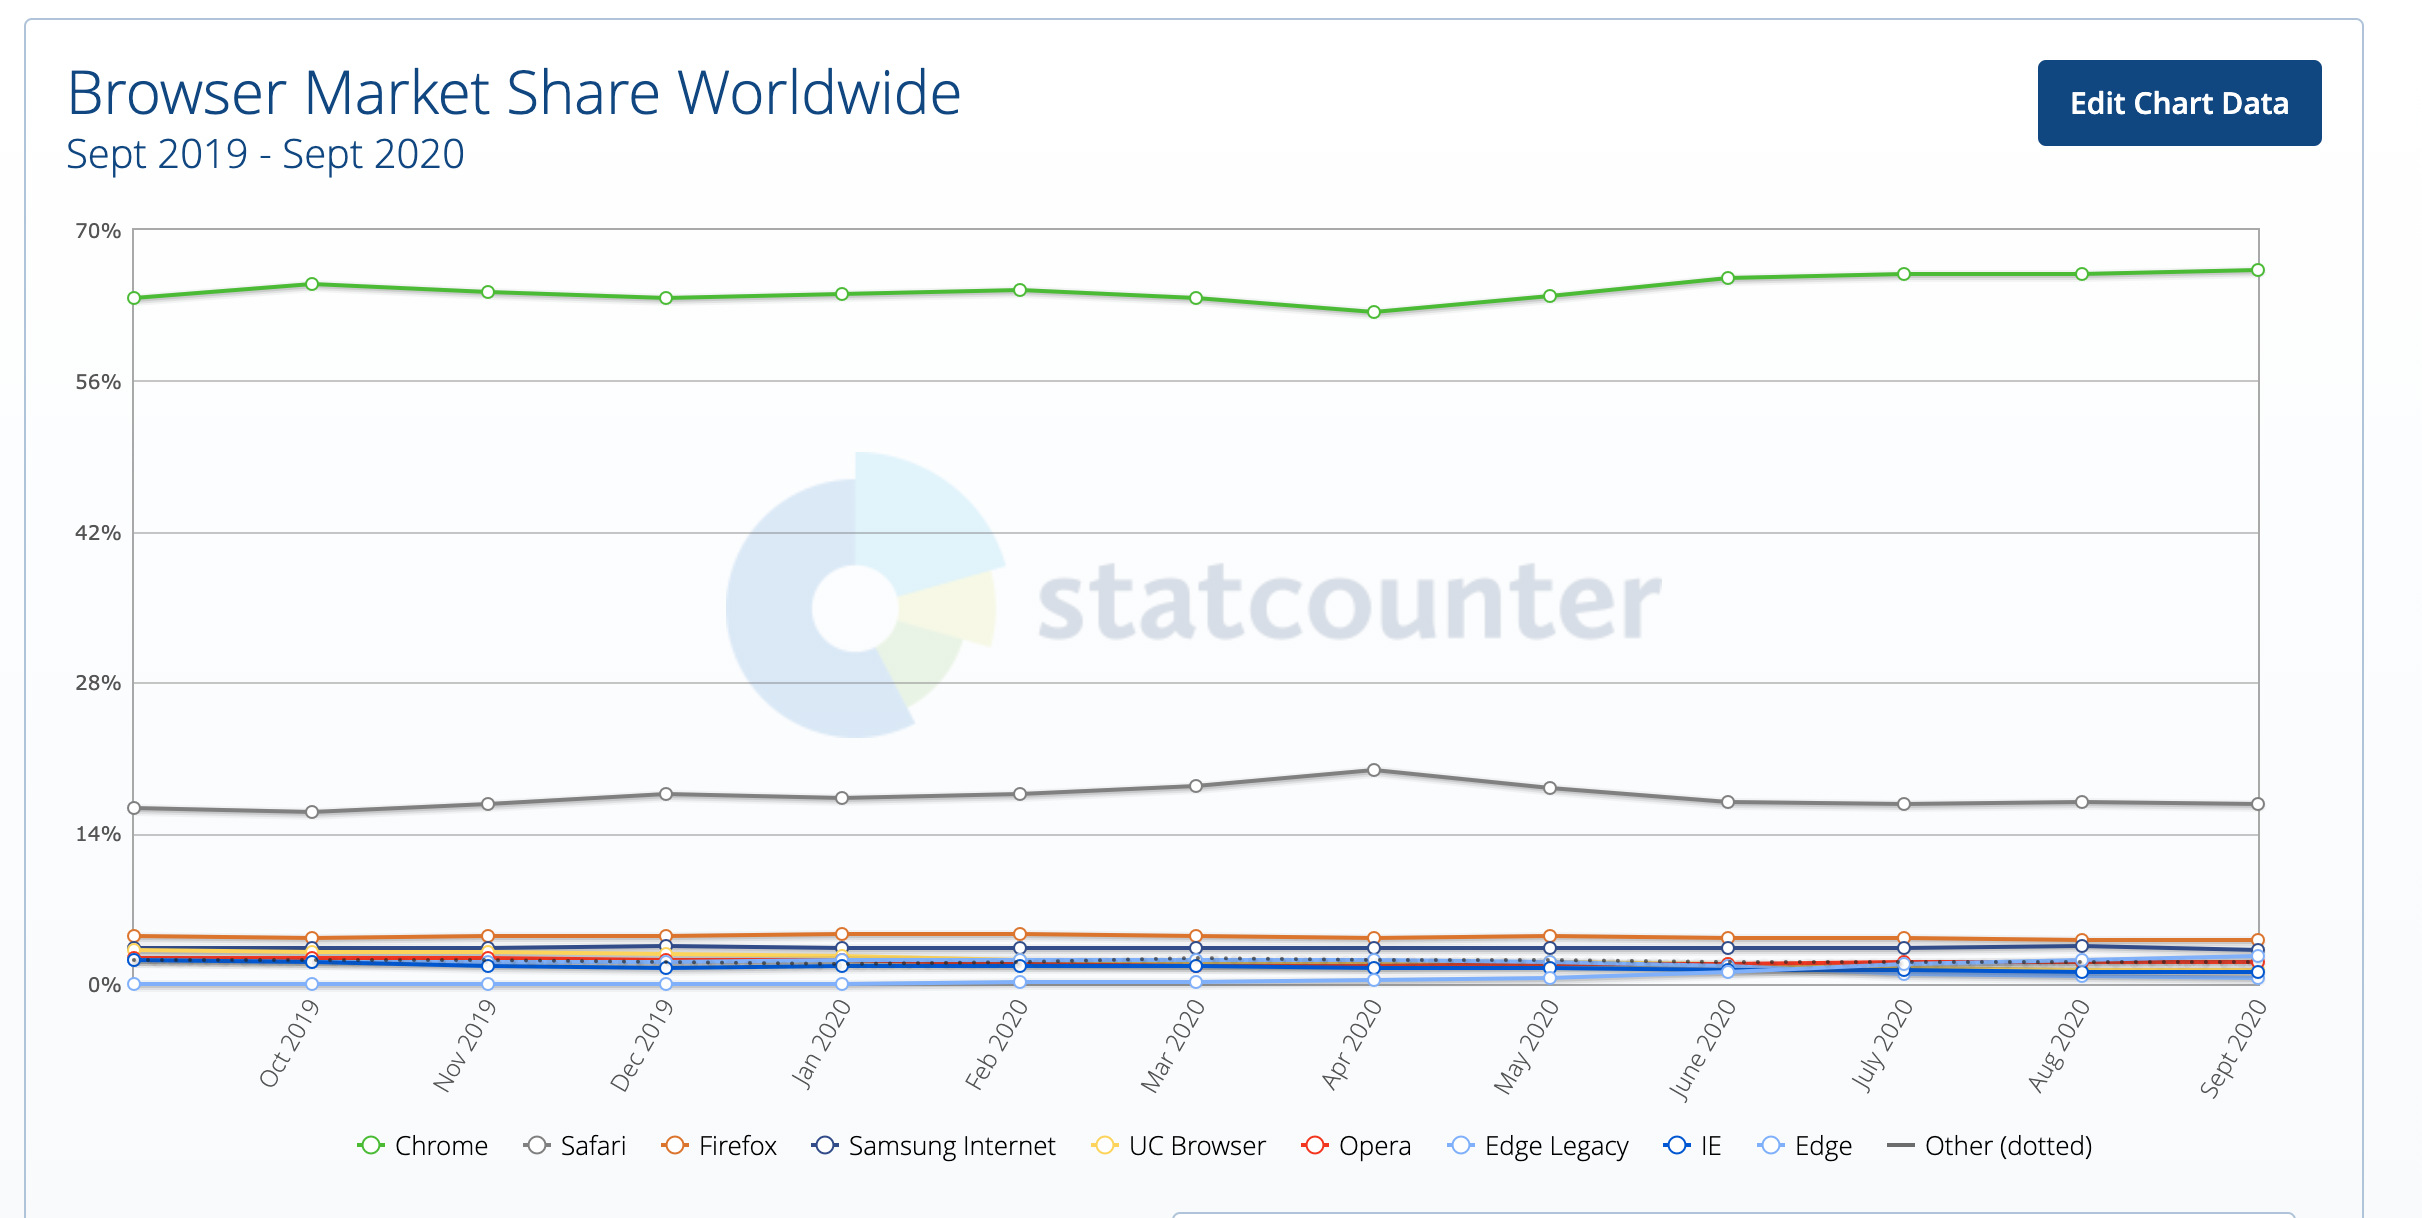 Browser Market Share Worldwide
Sept 2019 - Sept 2020
Edit Chart Data
70%
56%
42%
28%
14%
0%
statcounter
Oct 2019
Nov 2019
Dec 2019
Jan 2020
Feb 2020
Mar 2020
Apr 2020
May 2020
June 2020
July 2020
Aug 2020
Sept 2020
Chrome Safari Firefox Samsung Internet UC Browser Opera Edge Legacy IE Edge Other (dotted)